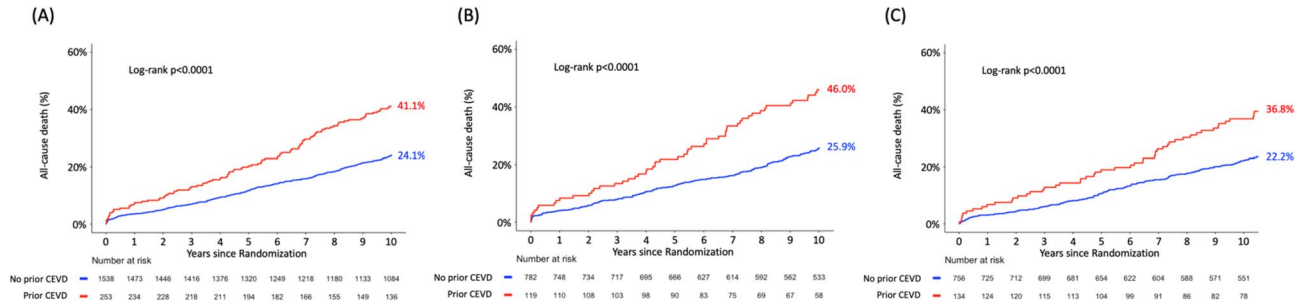 (A)
60%
Log-rank p<0.0001
40%
20%
0%
All-cause death (%)
41.1%
24.1%
0 1 2 3 4 5 6 7 8 9 10
Years since Randomization
Number at risk
No prior CEVD 1538 1473 1446 1416 1376 1320 1249 1218 1180 1133 1084
Prior CEVD 253 234 228 218 211 194 182 166 155 149 136
(B)
60%
Log-rank p<0.0001
40%
20%
0%
All-cause death (%)
46.0%
25.9%
0 1 2 3 4 5 6 7 8 9 10
Years since Randomization
Number at risk
No prior CEVD 782 748 734 717 695 666 627 614 592 562 533
Prior CEVD 119 110 108 103 98 90 83 75 69 67 58
(C)
60%
Log-rank p<0.0001
40%
20%
0%
All-cause death (%)
36.8%
22.2%
0 1 2 3 4 5 6 7 8 9 10
Years since Randomization
Number at risk
No prior CEVD 756 725 712 699 681 654 622 604 588 571 551
Prior CEVD 134 124 120 115 113 104 99 91 86 82 78